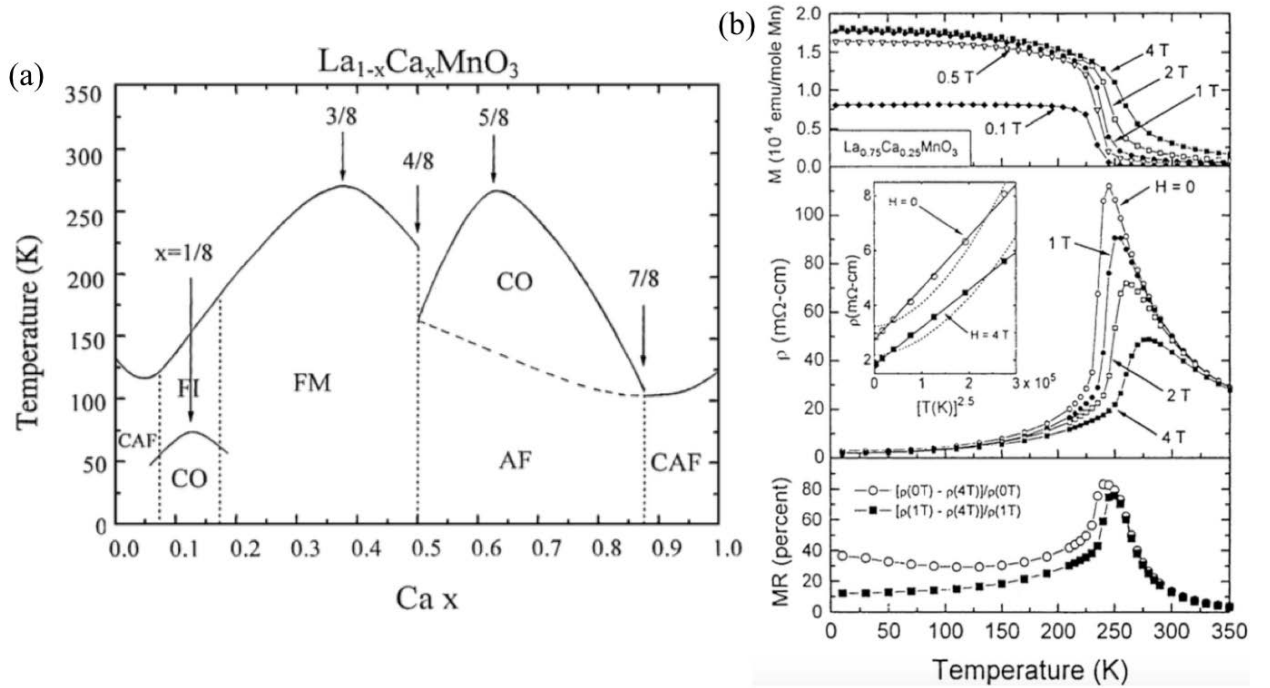 (a)
La1-xCaxMnO3
350
300
250
200
150
100
50
0
Temperature (K)
3/8
5/8
4/8
x=1/8
7/8
CO
FI
FM
CAF
CO
AF
CAF
0.0 0.1 0.2 0.3 0.4 0.5 0.6 0.7 0.8 0.9 1.0
Ca x
(b)
2.0
1.5
1.0
0.5
0.0
M (10^4 emu/mole Mn)
4 T
2 T
1 T
0.5 T
0.1 T
La0.75Ca0.25MnO3
100
80
60
40
20
0
ρ (mΩ-cm)
H = 0
1 T
2 T
4 T
8
6
4
2
ρ(mΩ-cm)
H = 0
H = 4 T
0 1 2 3 x 10^5
[T(K)]^2.5
80
60
40
20
0
MR (percent)
[ρ(0T) - ρ(4T)]/ρ(0T)
[ρ(1T) - ρ(4T)]/ρ(1T)
0 50 100 150 200 250 300 350
Temperature (K)